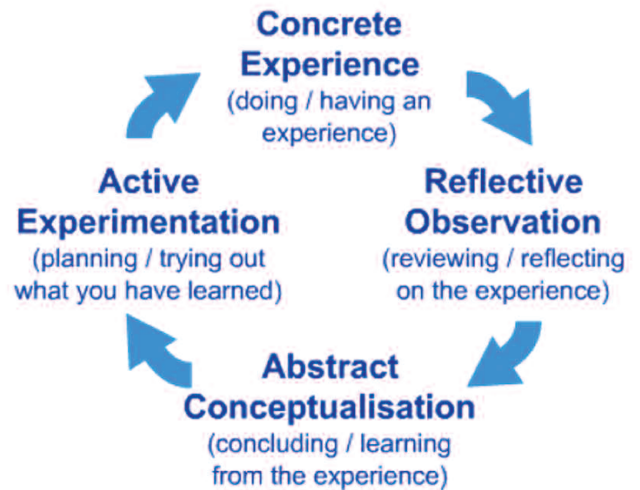 Concrete
Experience
(doing / having an
experience)
Reflective
Observation
(reviewing / reflecting
on the experience)
Abstract
Conceptualisation
(concluding / learning
from the experience)
Active
Experimentation
(planning / trying out
what you have learned)